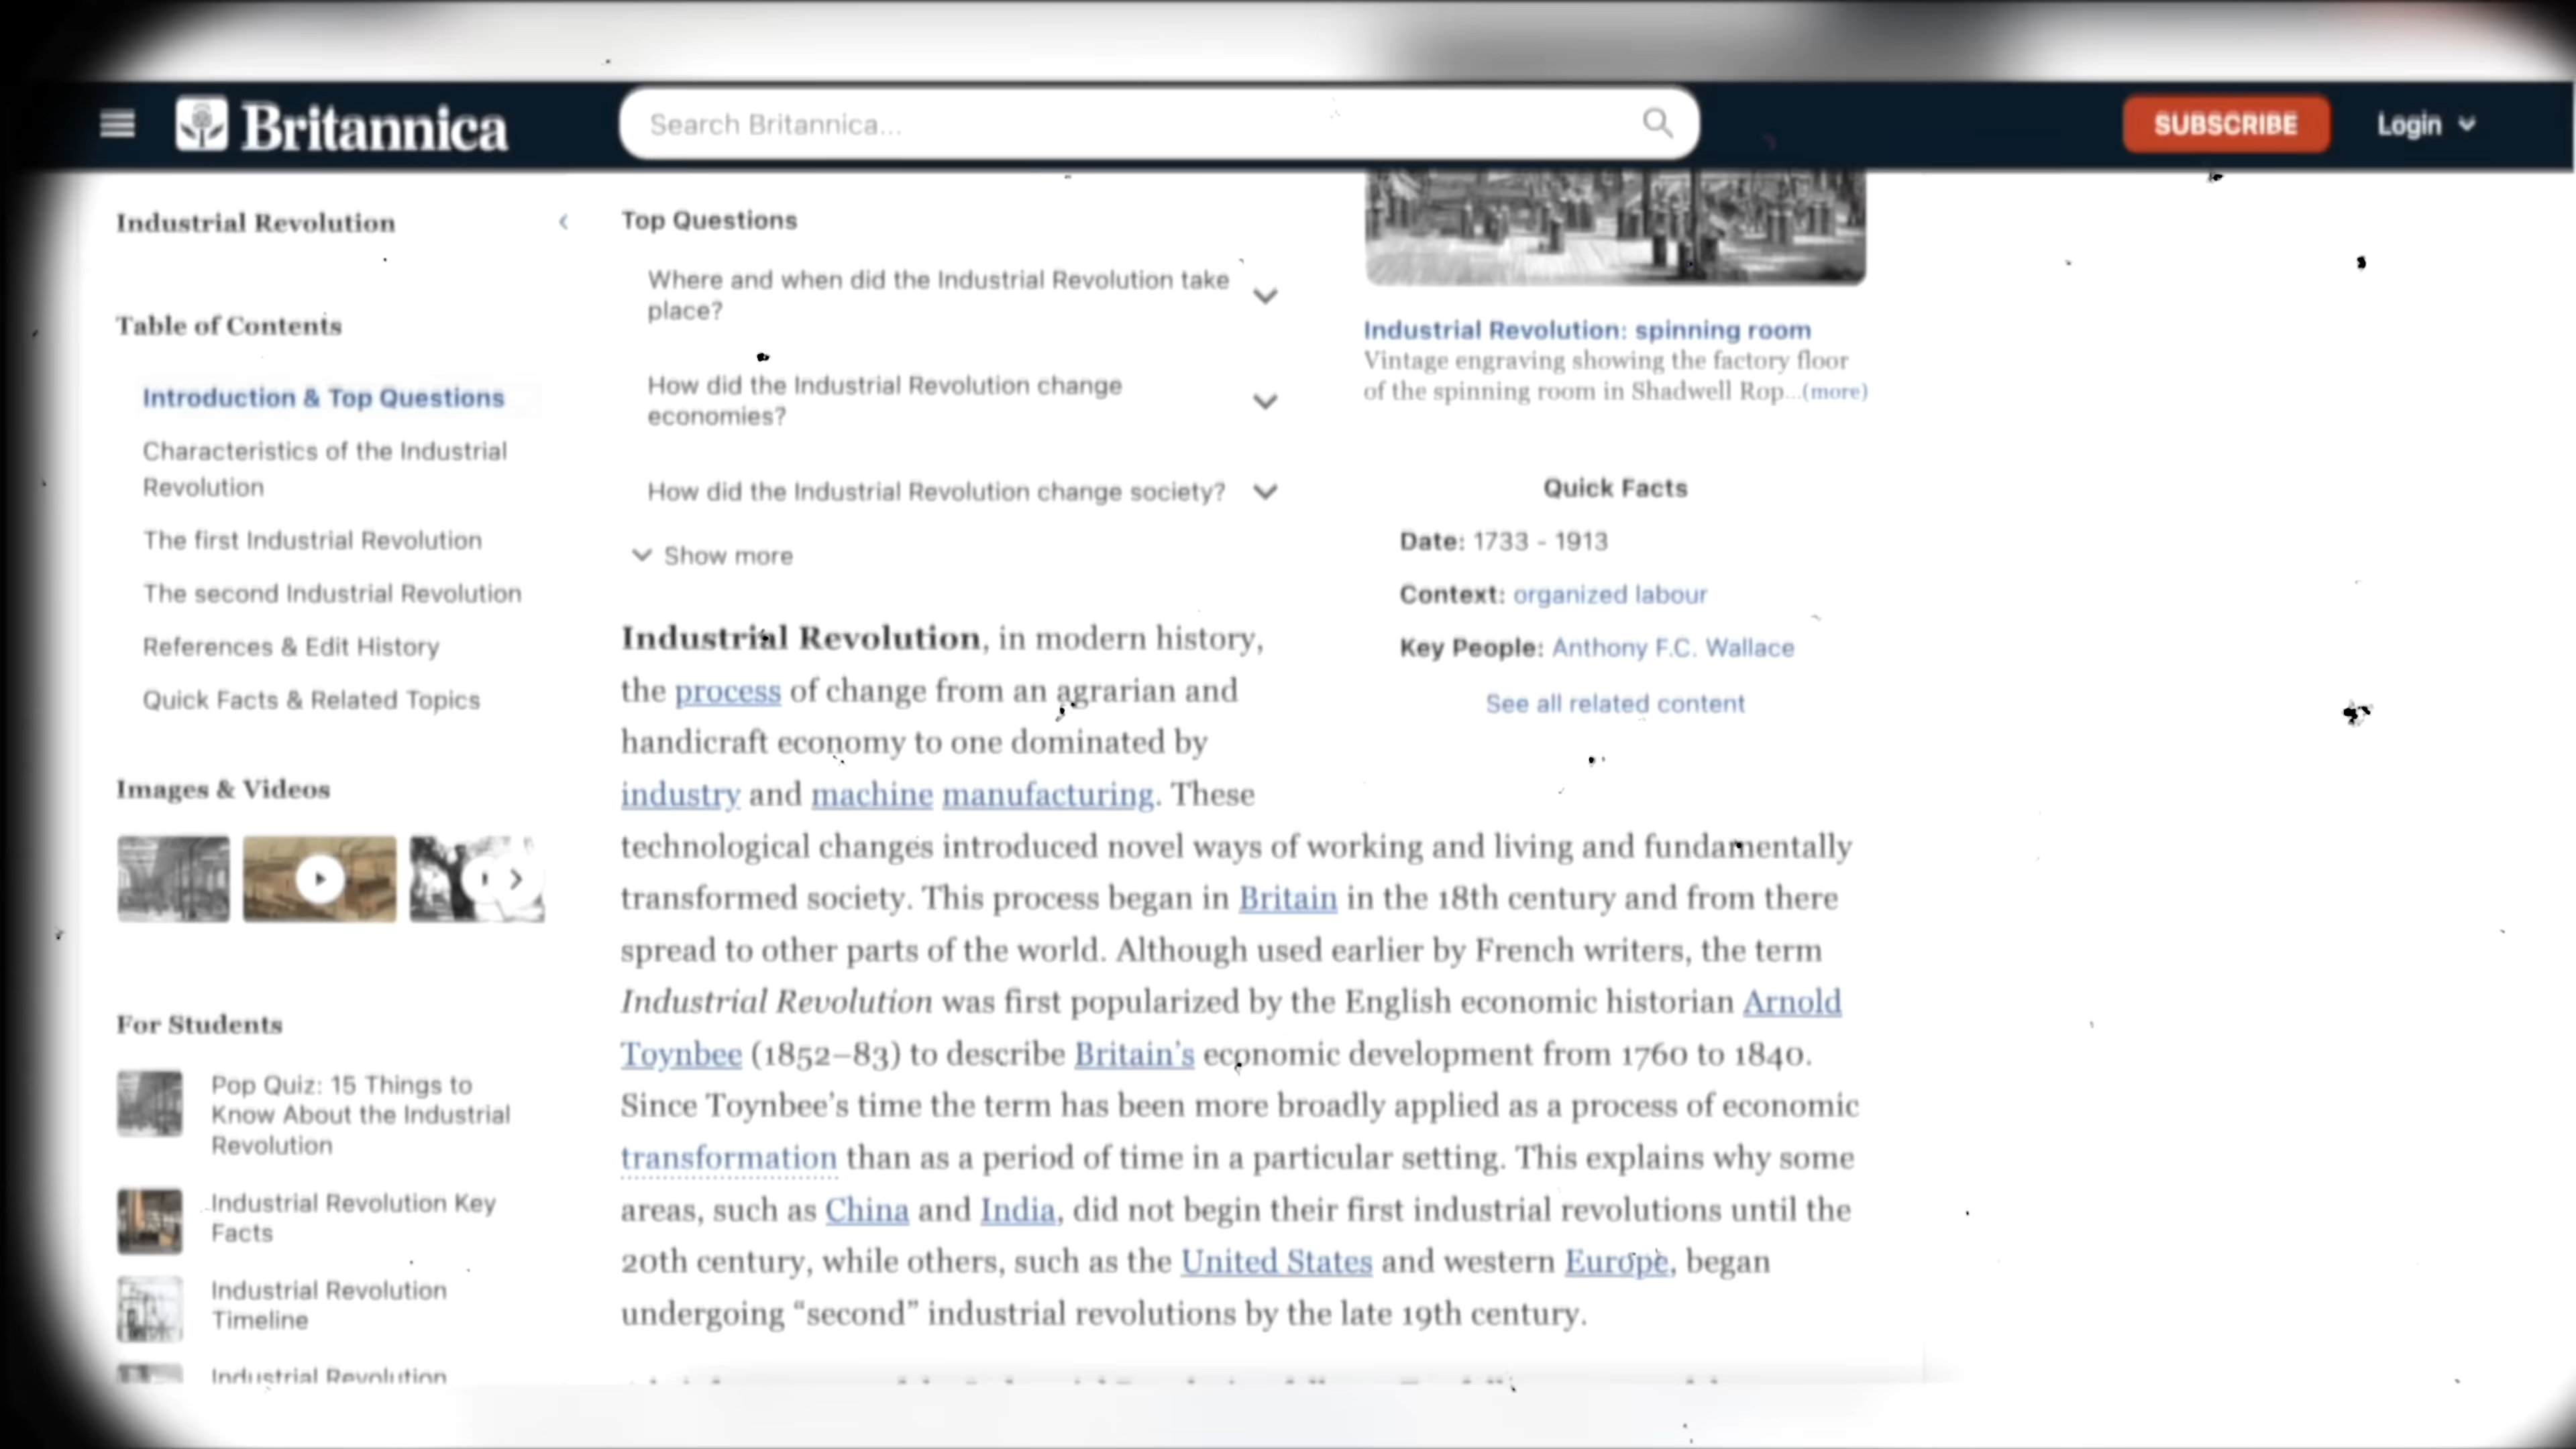 Britannica
Search Britannica...
SUBSCRIBE
Login
Industrial Revolution
Table of Contents
Introduction & Top Questions
Characteristics of the Industrial
Revolution
The first Industrial Revolution
The second Industrial Revolution
References & Edit History
Quick Facts & Related Topics
Images & Videos
For Students
Pop Quiz: 15 Things to
Know About the Industrial
Revolution
Industrial Revolution Key
Facts
Industrial Revolution
Timeline
Industrial Revolution
Top Questions
Where and when did the Industrial Revolution take
place?
How did the Industrial Revolution change
economies?
How did the Industrial Revolution change society?
Show more
Industrial Revolution, in modern history,
the process of change from an agrarian and
handicraft economy to one dominated by
industry and machine manufacturing. These
technological changes introduced novel ways of working and living and fundamentally
transformed society. This process began in Britain in the 18th century and from there
spread to other parts of the world. Although used earlier by French writers, the term
Industrial Revolution was first popularized by the English economic historian Arnold
Toynbee (1852–83) to describe Britain’s economic development from 1760 to 1840.
Since Toynbee’s time the term has been more broadly applied as a process of economic
transformation than as a period of time in a particular setting. This explains why some
areas, such as China and India, did not begin their first industrial revolutions until the
20th century, while others, such as the United States and western Europe, began
undergoing “second” industrial revolutions by the late 19th century.
Industrial Revolution: spinning room
Vintage engraving showing the factory floor
of the spinning room in Shadwell Rop...(more)
Quick Facts
Date: 1733 - 1913
Context: organized labour
Key People: Anthony F.C. Wallace
See all related content